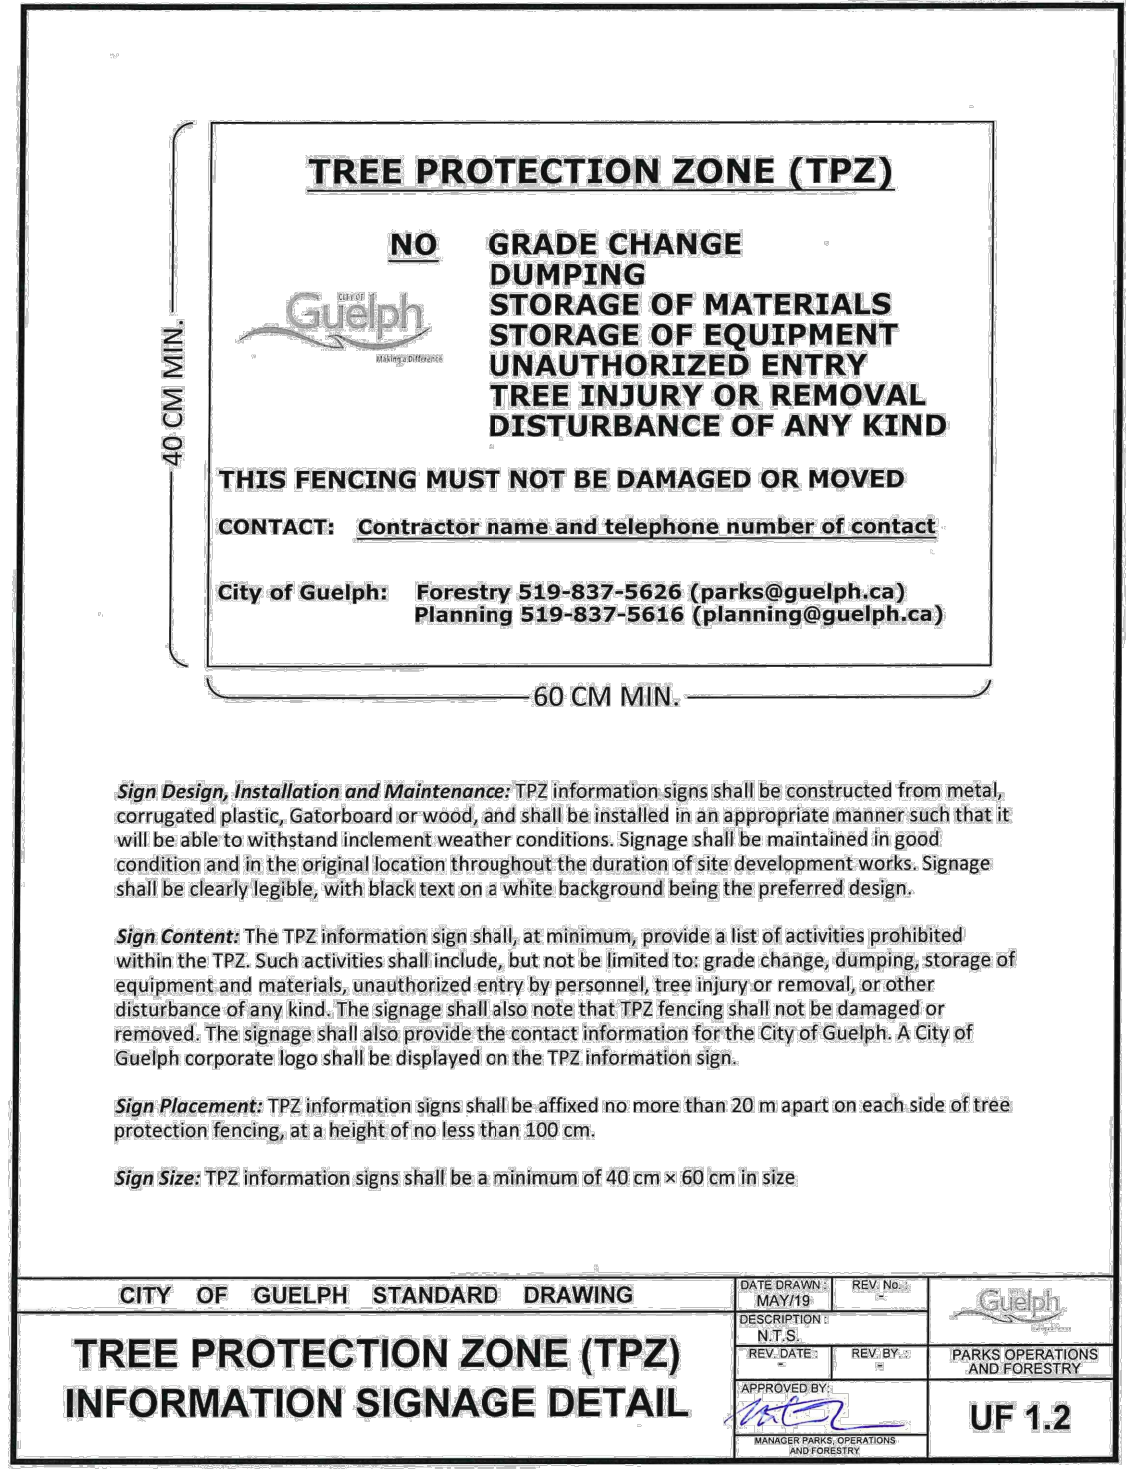 TREE PROTECTION ZONE (TPZ)
NO GRADE CHANGE
DUMPING
CITY OF
Guelph
Making a Difference
STORAGE OF MATERIALS
STORAGE OF EQUIPMENT
UNAUTHORIZED ENTRY
TREE INJURY OR REMOVAL
DISTURBANCE OF ANY KIND
40 CM MIN.
THIS FENCING MUST NOT BE DAMAGED OR MOVED
CONTACT: Contractor name and telephone number of contact
City of Guelph: Forestry 519-837-5626 (parks@guelph.ca)
Planning 519-837-5616 (planning@guelph.ca)
60 CM MIN.
Sign Design, Installation and Maintenance: TPZ information signs shall be constructed from metal,
corrugated plastic, Gatorboard or wood, and shall be installed in an appropriate manner such that it
will be able to withstand inclement weather conditions. Signage shall be maintained in good
condition and in the original location throughout the duration of site development works. Signage
shall be clearly legible, with black text on a white background being the preferred design.
Sign Content: The TPZ information sign shall, at minimum, provide a list of activities prohibited
within the TPZ. Such activities shall include, but not be limited to: grade change, dumping, storage of
equipment and materials, unauthorized entry by personnel, tree injury or removal, or other
disturbance of any kind. The signage shall also note that TPZ fencing shall not be damaged or
removed. The signage shall also provide the contact information for the City of Guelph. A City of
Guelph corporate logo shall be displayed on the TPZ information sign.
Sign Placement: TPZ information signs shall be affixed no more than 20 m apart on each side of tree
protection fencing, at a height of no less than 100 cm.
Sign Size: TPZ information signs shall be a minimum of 40 cm × 60 cm in size
CITY OF GUELPH STANDARD DRAWING
TREE PROTECTION ZONE (TPZ)
INFORMATION SIGNAGE DETAIL
DATE DRAWN :
MAY/19
REV. No. :
-
DESCRIPTION :
N.T.S.
REV. DATE :
-
REV. BY. :
-
APPROVED BY:
MANAGER PARKS, OPERATIONS
AND FORESTRY
Guelph
PARKS OPERATIONS
AND FORESTRY
UF 1.2